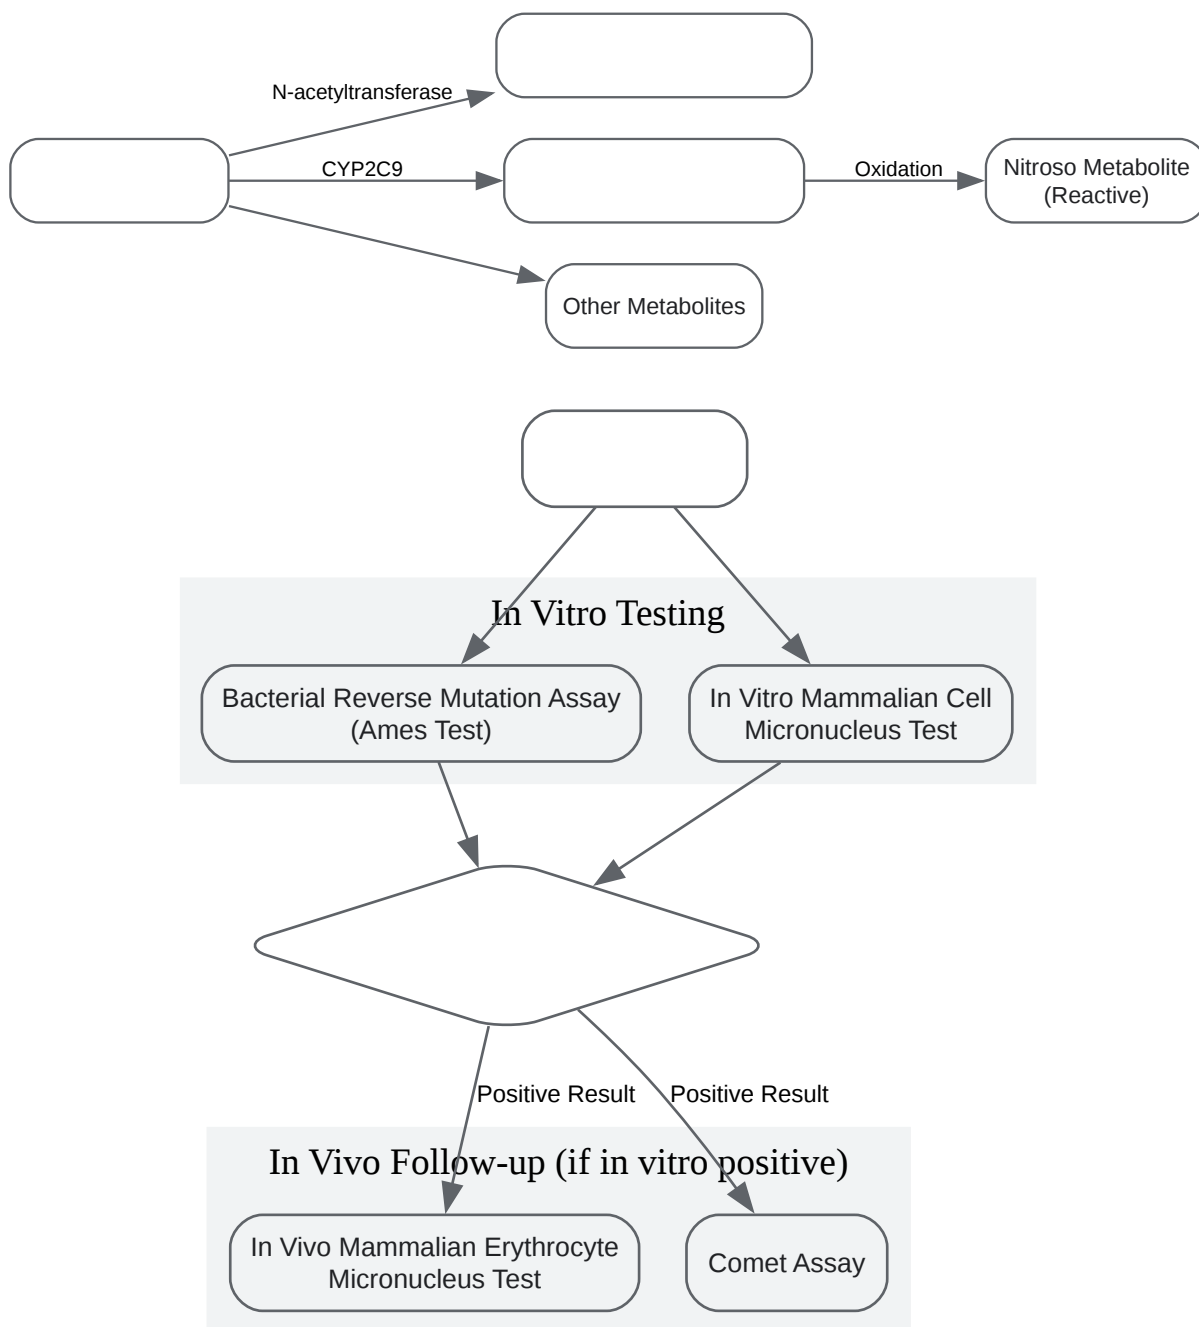 N-acetyltransferase
CYP2C9
Oxidation
Nitroso Metabolite
(Reactive)
Other Metabolites
In Vitro Testing
Bacterial Reverse Mutation Assay
(Ames Test)
In Vitro Mammalian Cell
Micronucleus Test
Positive Result
Positive Result
In Vivo Follow-up (if in vitro positive)
In Vivo Mammalian Erythrocyte
Micronucleus Test
Comet Assay